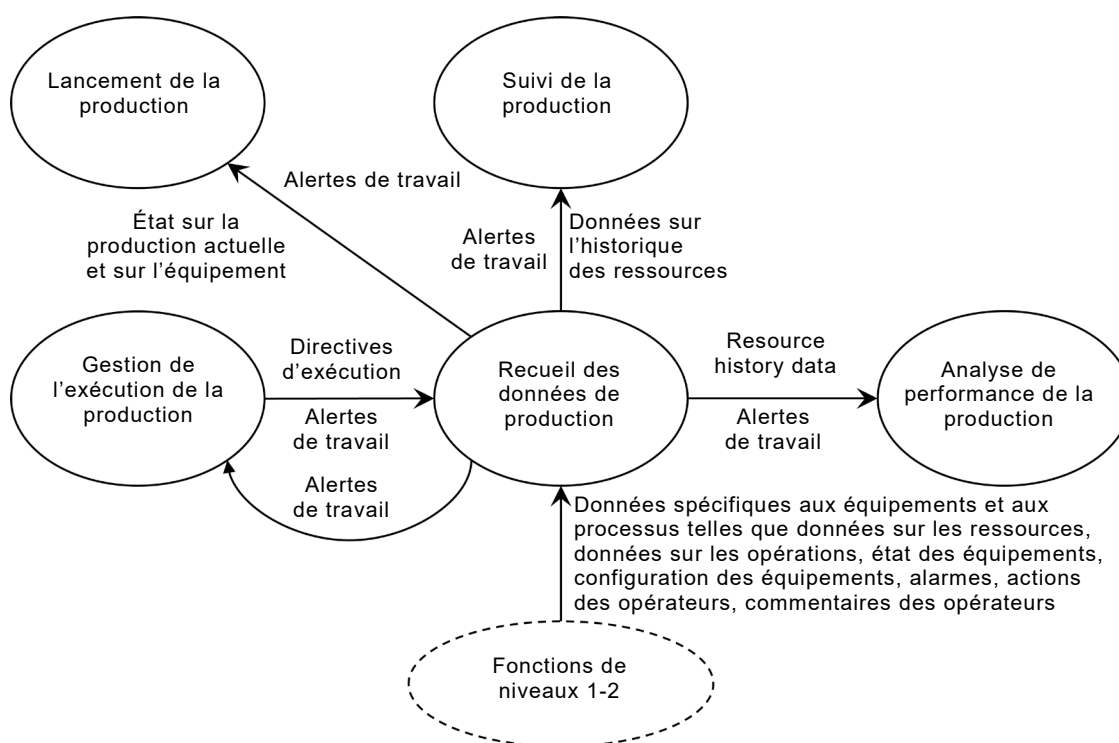 Lancement de la
production
Suivi de la
production
Alertes de travail
État sur la
production actuelle
et sur l’équipement
Alertes
de travail
Données sur
l’historique
des ressources
Gestion de
l’exécution de la
production
Directives
d’exécution
Alertes
de travail
Alertes
de travail
Recueil des
données de
production
Resource
history data
Alertes
de travail
Analyse de
performance de la
production
Données spécifiques aux équipements et aux
processus telles que données sur les ressources,
données sur les opérations, état des équipements,
configuration des équipements, alarmes, actions
des opérateurs, commentaires des opérateurs
Fonctions de
niveaux 1-2